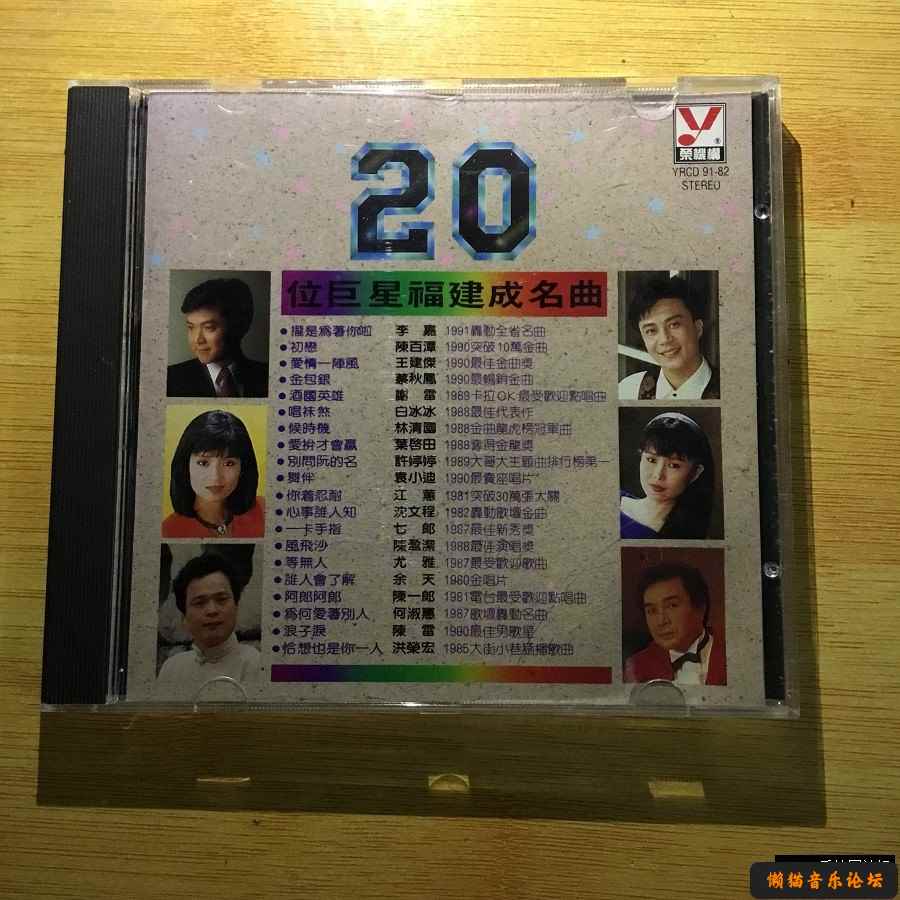 榮機構
YRCD 91-82
STEREO
20
位巨星福建成名曲
●攏是為著你啦 李嘉 1991轟動全省名曲
●初戀 陳百潭 1990突破10萬金曲
●愛情一陣風 王建傑 1990最佳金曲獎
●金包銀 蔡秋鳳 1990最暢銷金曲
●酒國英雄 謝雷 1989卡拉OK最受歡迎點唱曲
●唱袜煞 白冰冰 1988最佳代表作
●候時機 林清國 1988金曲龍虎榜冠軍曲
●愛拚才會贏 葉啓田 1988奪得金龍獎
●別問阮的名 許婷婷 1989大哥大主題曲排行榜第一
●舞伴 袁小迪 1990最賣座唱片
●你着忍耐 江蕙 1981突破30萬張大關
●心事誰人知 沈文程 1982轟動歌壇金曲
●一卡手指 七郎 1987最佳新秀獎
●風飛沙 陳盈潔 1988最佳演唱獎
●等無人 尤雅 1987最受歡迎歌曲
●誰人會了解 余天 1980金唱片
●阿郎阿郎 陳一郎 1981電台最受歡迎點唱曲
●為何愛著別人 何淑惠 1987歌壇轟動名曲
●浪子淚 陳雷 1990最佳男歌星
●恰想也是你一人 洪榮宏 1985大街小巷猛播歌曲
懒猫音乐论坛